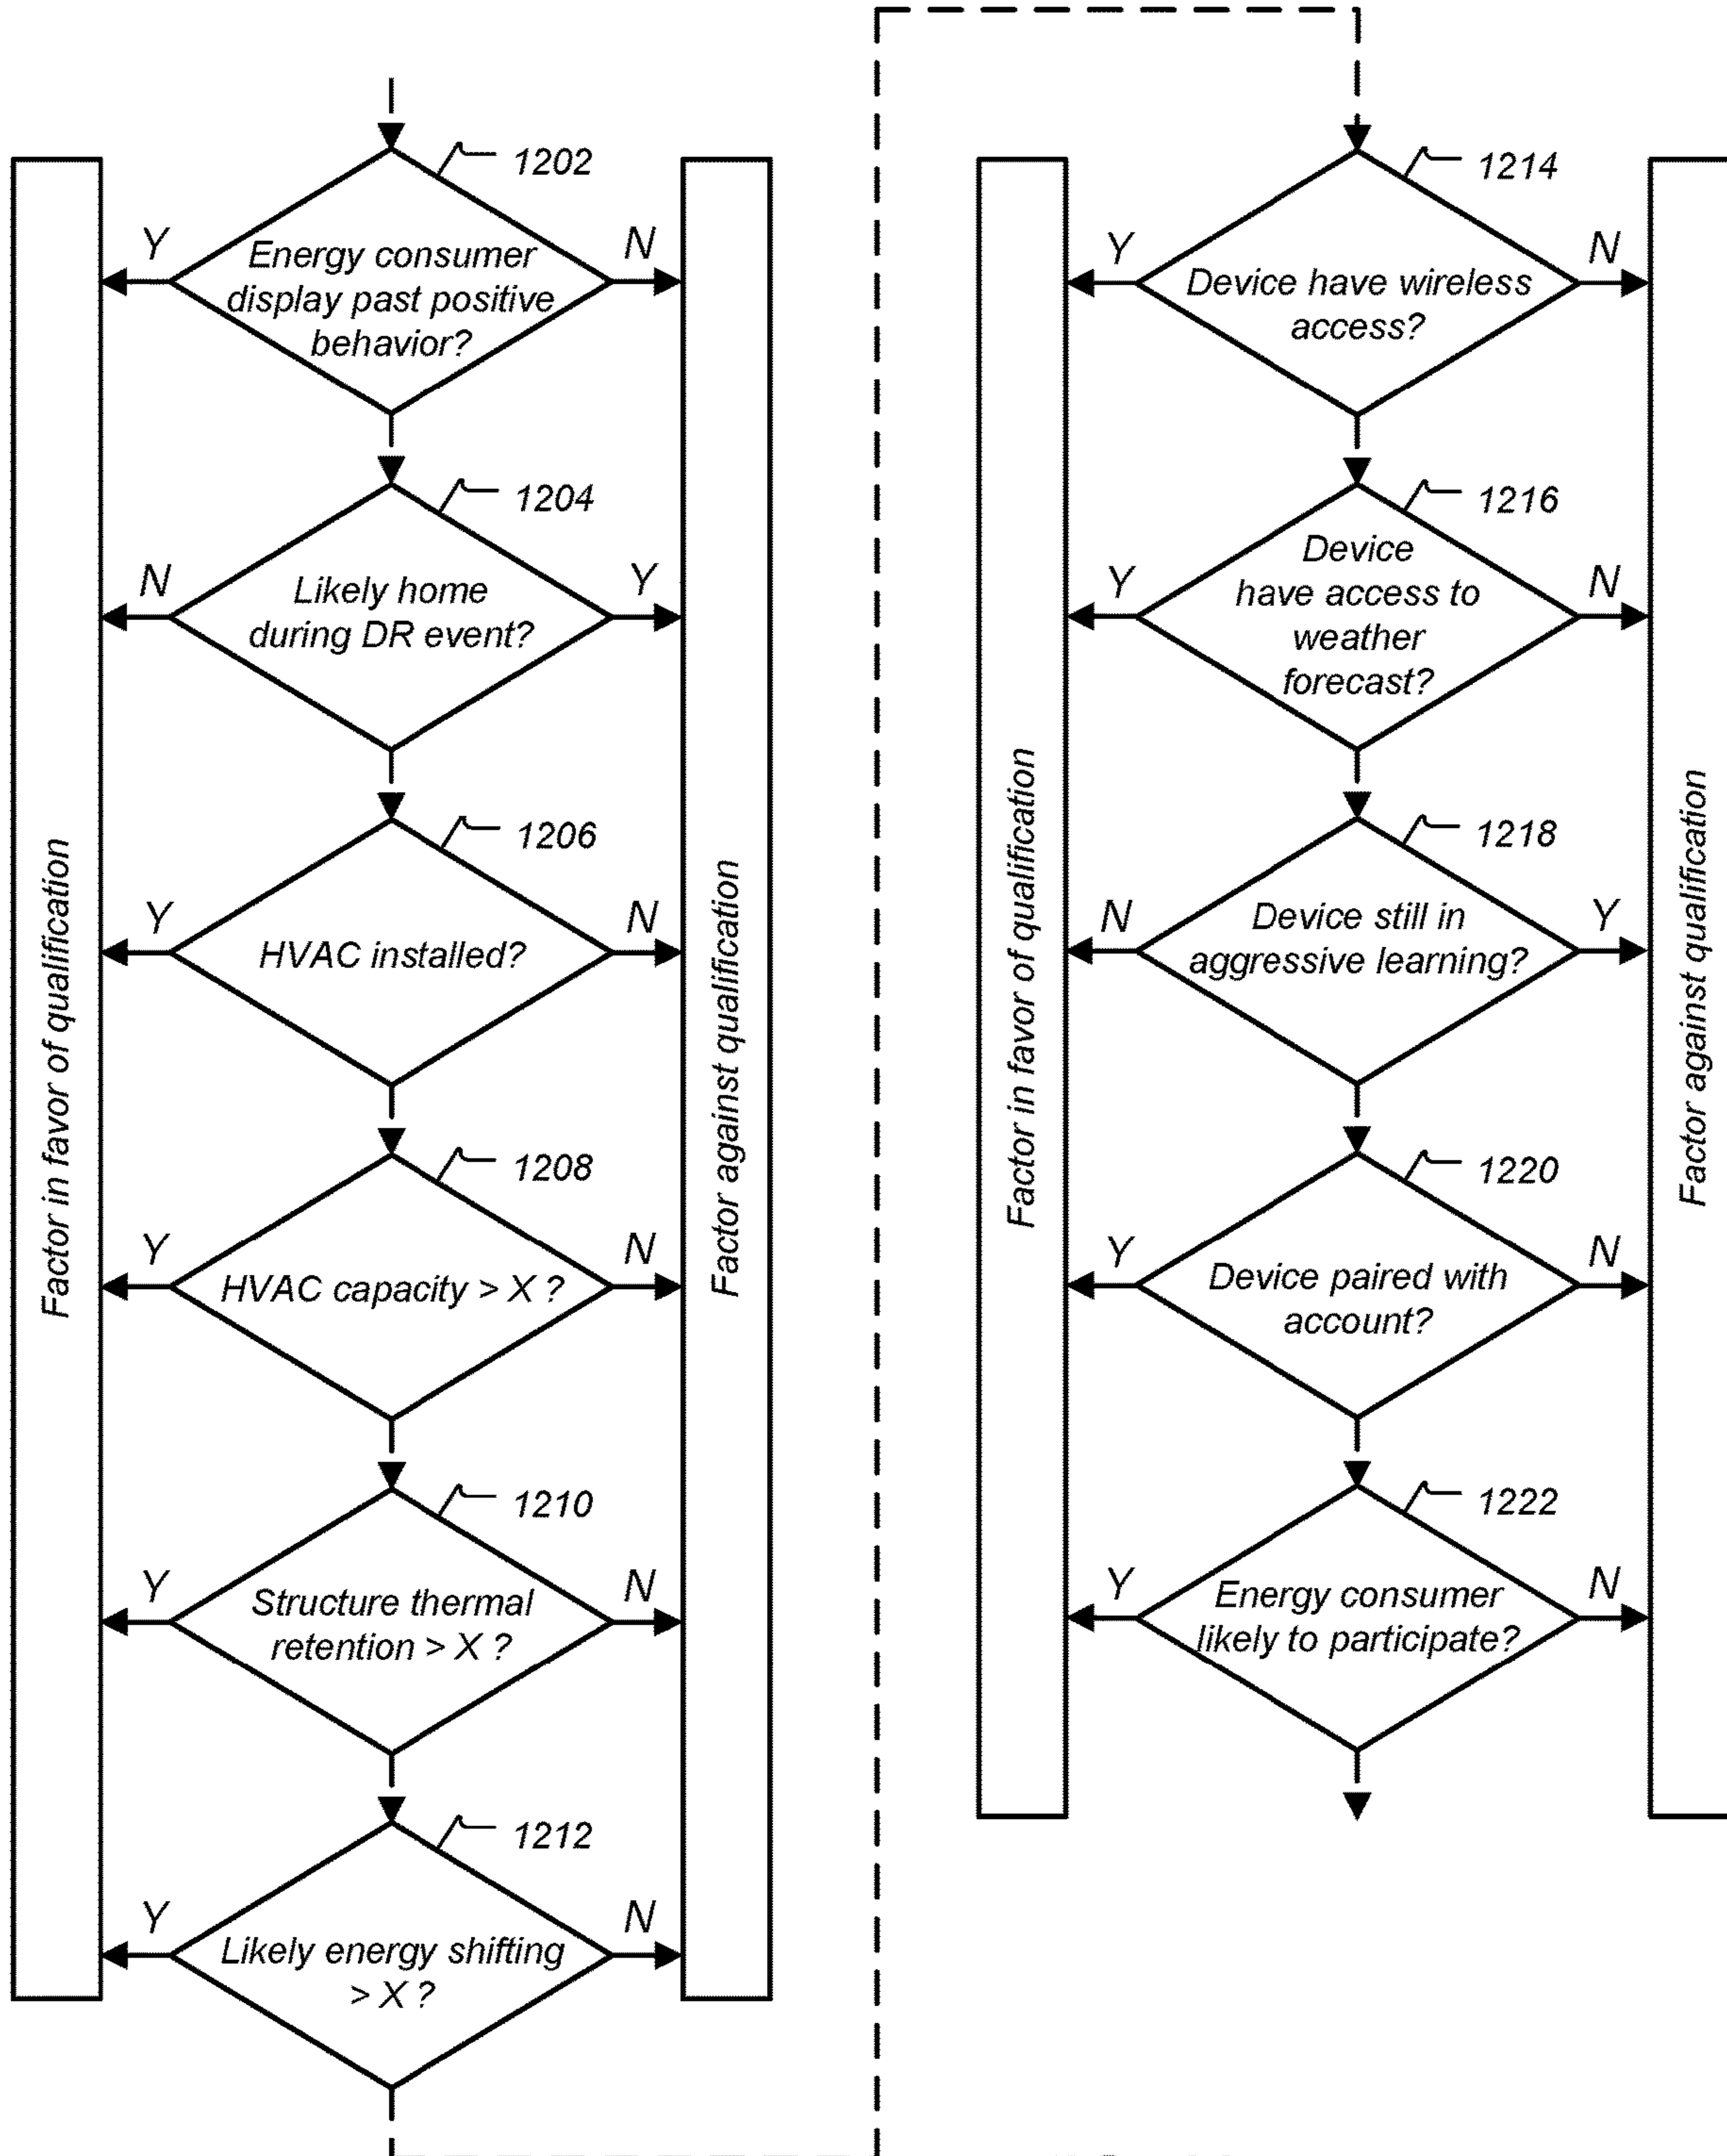 1202
Y
N
Energy consumer
display past positive
behavior?
1204
N
Y
Likely home
during DR event?
1206
Y
N
HVAC installed?
1208
Y
N
HVAC capacity > X ?
1210
Y
N
Structure thermal
retention > X ?
1212
Y
N
Likely energy shifting
> X ?
Factor in favor of qualification
Factor against qualification
1214
Y
N
Device have wireless
access?
1216
Y
N
Device
have access to
weather
forecast?
1218
N
Y
Device still in
aggressive learning?
1220
Y
N
Device paired with
account?
1222
Y
N
Energy consumer
likely to participate?
Factor in favor of qualification
Factor against qualification